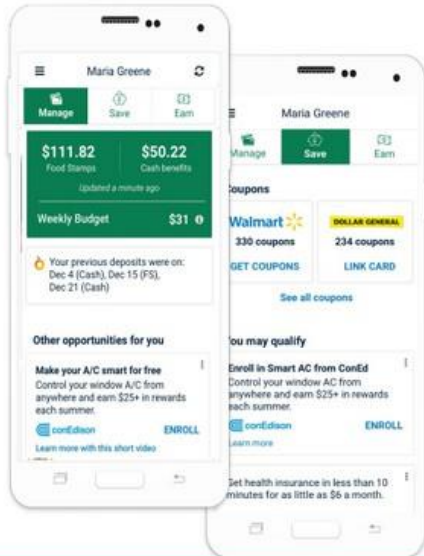 Maria Greene
Manage
Save
Earn
$111.82
$50.22
Food Stamps
Cash benefits
Updated a minute ago
Weekly Budget
$31
Your previous deposits were on:
Dec 4 (Cash), Dec 15 (FS),
Dec 21 (Cash)
Other opportunities for you
Make your A/C smart for free
Control your window A/C from
anywhere and earn $25+ in rewards
each summer.
conEdison
ENROLL
Learn more with this short video
Maria Greene
Manage
Save
Earn
Coupons
Walmart
DOLLAR GENERAL
330 coupons
234 coupons
GET COUPONS
LINK CARD
See all coupons
You may qualify
Enroll in Smart AC from ConEd
Control your window AC from
anywhere and earn $25+ in rewards
each summer.
conEdison
ENROLL
Learn more
Get health insurance in less than 10
minutes for as little as $6 a month.